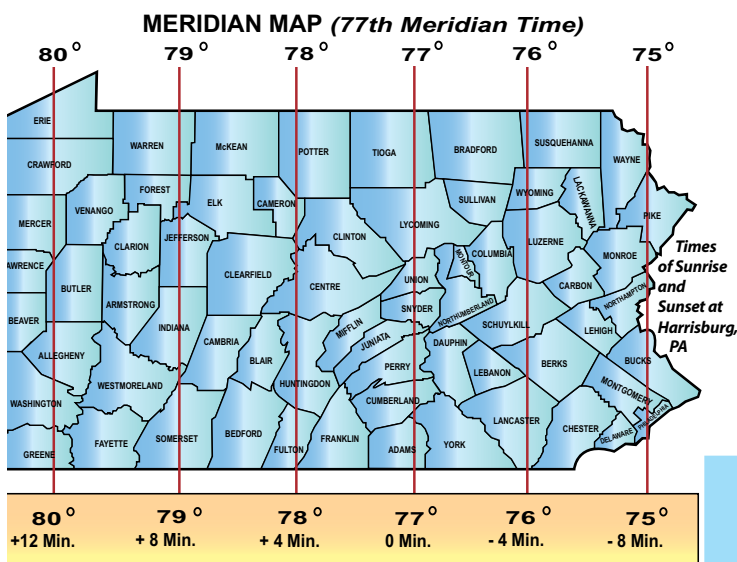 MERIDIAN MAP (77th Meridian Time)
80° 79° 78° 77° 76° 75°
ERIE
WARREN
McKEAN
POTTER
TIOGA
BRADFORD
SUSQUEHANNA
WAYNE
CRAWFORD
FOREST
ELK
CAMERON
SULLIVAN
WYOMING
LACKAWANNA
PIKE
MERCER
VENANGO
CLARION
JEFFERSON
CLINTON
LYCOMING
COLUMBIA
MONTOUR
LUZERNE
MONROE
AWRENCE
BUTLER
CLEARFIELD
CENTRE
UNION
CARBON
NORTHAMPTON
BEAVER
ARMSTRONG
INDIANA
SNYDER
NORTHUMBERLAND
SCHUYLKILL
LEHIGH
ALLEGHENY
CAMBRIA
BLAIR
MIFFLIN
JUNIATA
DAUPHIN
BUCKS
WESTMORELAND
HUNTINGDON
PERRY
LEBANON
BERKS
MONTGOMERY
WASHINGTON
CUMBERLAND
LANCASTER
CHESTER
DELAWARE
PHILADELPHIA
GREENE
FAYETTE
SOMERSET
BEDFORD
FULTON
FRANKLIN
ADAMS
YORK
Times
of Sunrise
and
Sunset at
Harrisburg,
PA
80° 79° 78° 77° 76° 75°
+12 Min. + 8 Min. + 4 Min. 0 Min. - 4 Min. - 8 Min.